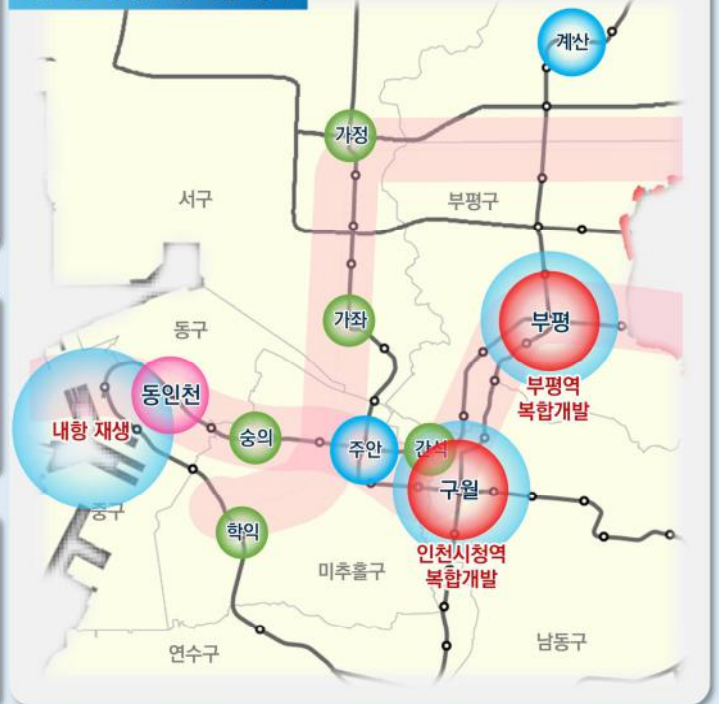 계산
가정
서구
부평구
가좌
부평
동구
부평역
복합개발
동인천
내항 재생
숭의
주안
간석
구월
중구
학익
인천시청역
복합개발
미추홀구
연수구
남동구